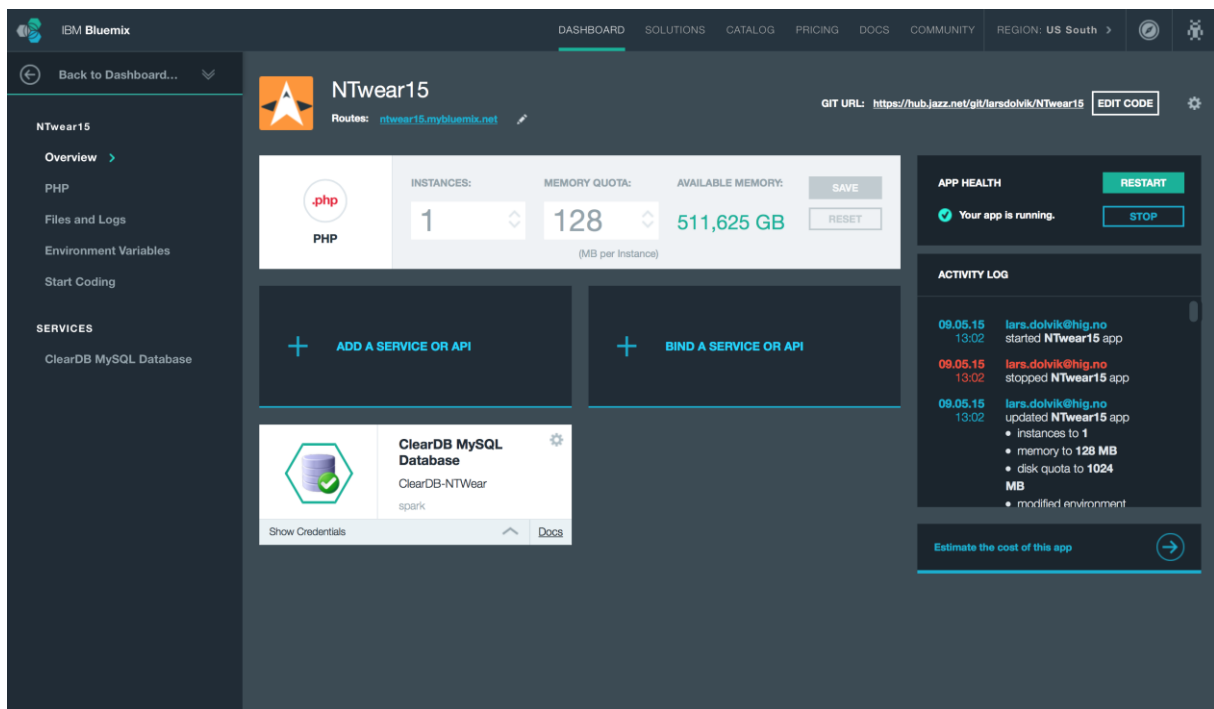 IBM Bluemix
DASHBOARD SOLUTIONS CATALOG PRICING DOCS COMMUNITY REGION: US South >
Back to Dashboard...
NTwear15
Overview >
PHP
Files and Logs
Environment Variables
Start Coding
SERVICES
ClearDB MySQL Database
NTwear15
Routes: ntwear15.mybluemix.net
GIT URL: https://hub.jazz.net/git/larsdolvik/NTwear15 EDIT CODE
.php
PHP
INSTANCES:
1
MEMORY QUOTA:
128
(MB per Instance)
AVAILABLE MEMORY:
511,625 GB
SAVE
RESET
APP HEALTH
RESTART
Your app is running.
STOP
+ ADD A SERVICE OR API
+ BIND A SERVICE OR API
ClearDB MySQL
Database
ClearDB-NTWear
spark
Show Credentials
Docs
ACTIVITY LOG
09.05.15 lars.dolvik@hig.no
13:02 started NTwear15 app
09.05.15 lars.dolvik@hig.no
13:02 stopped NTwear15 app
09.05.15 lars.dolvik@hig.no
13:02 updated NTwear15 app
• instances to 1
• memory to 128 MB
• disk quota to 1024
MB
• modified environment
Estimate the cost of this app